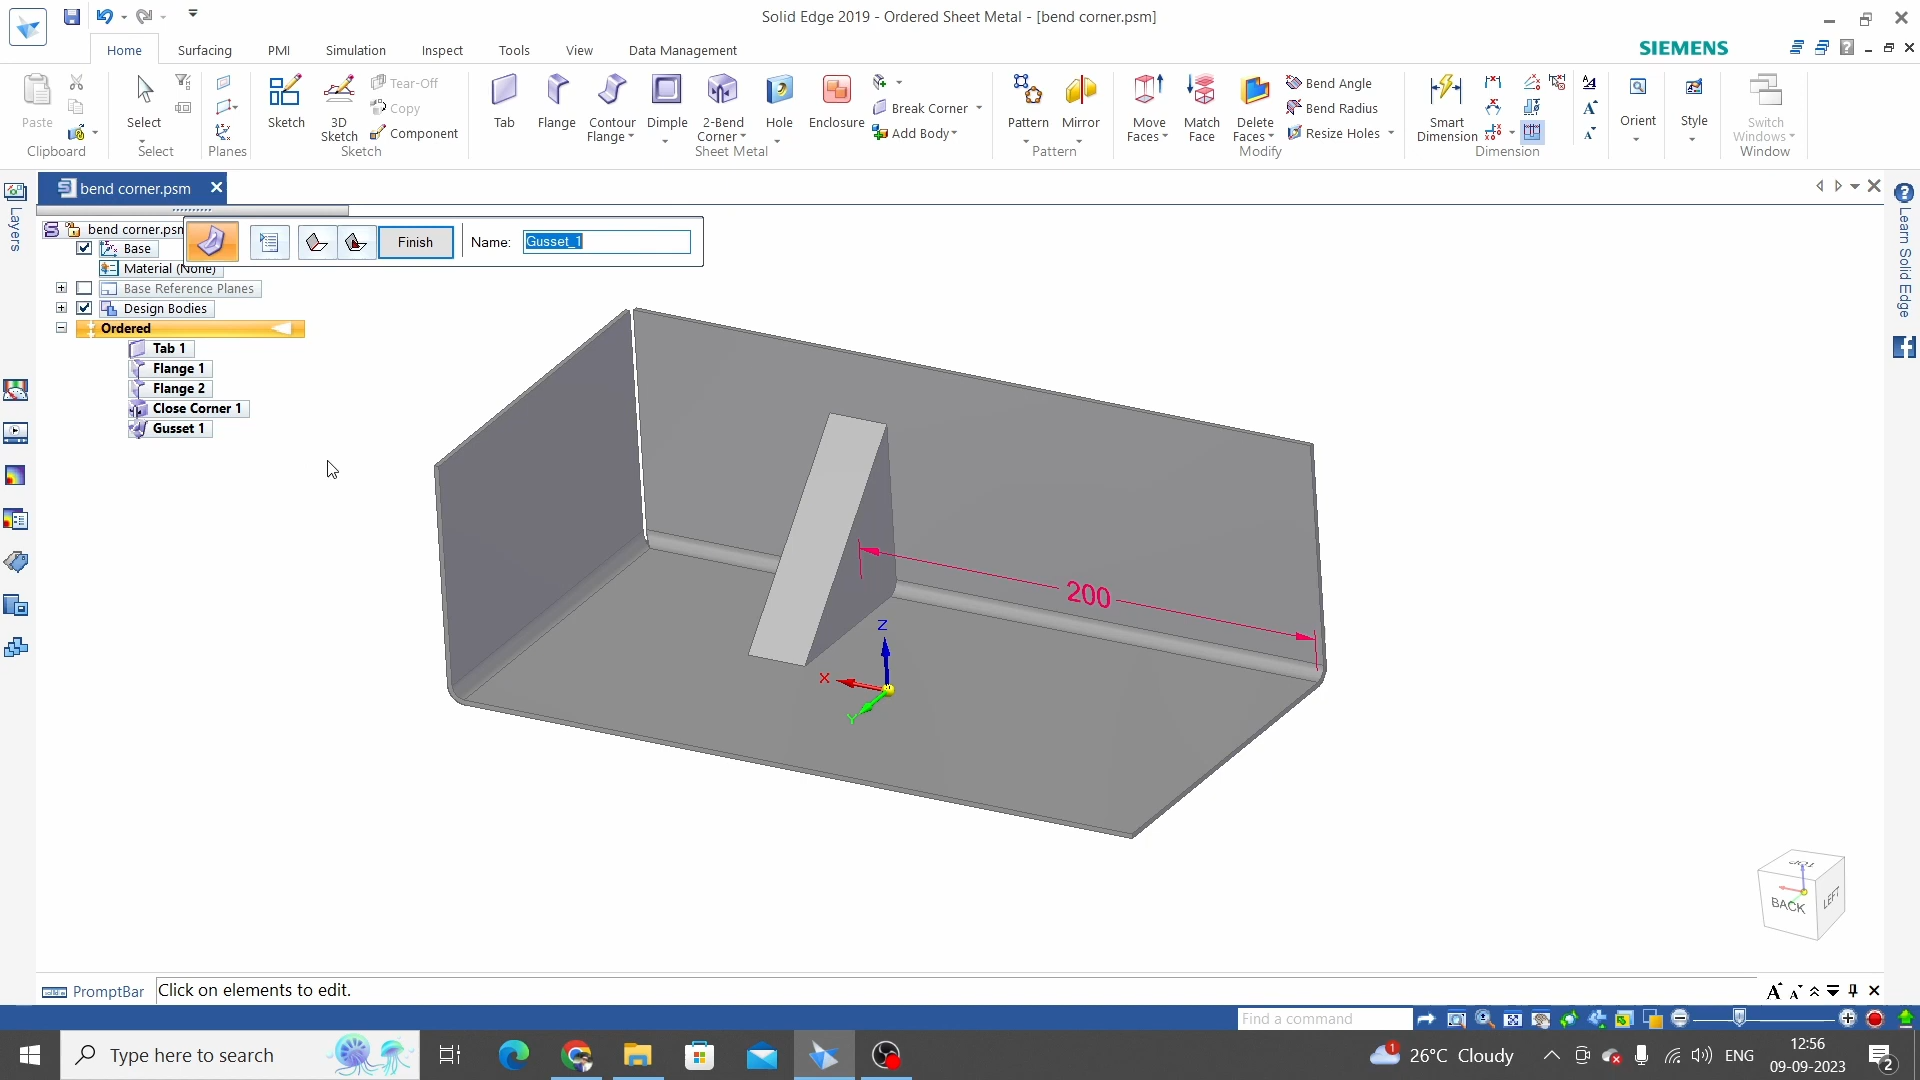 Solid Edge 2019 - Ordered Sheet Metal - [bend corner.psm]
Home
Surfacing
PMI
Simulation
Inspect
Tools
View
Data Management
SIEMENS
Paste
Clipboard
Select
Select
Planes
Sketch
3D
Sketch
Tear-Off
Copy
Component
Sketch
Tab
Flange
Contour
Flange
Dimple
2-Bend
Corner
Hole
Enclosure
Break Corner
Add Body
Sheet Metal
Pattern
Mirror
Pattern
Move
Faces
Match
Face
Delete
Faces
Bend Angle
Bend Radius
Resize Holes
Modify
Smart
Dimension
Dimension
Orient
Style
Switch
Windows
Window
bend corner.psm
Layers
Learn Solid Edge
bend corner.psm
Finish
Name:
Gusset_1
Base
Material (None)
Base Reference Planes
Design Bodies
Ordered
Tab 1
Flange 1
Flange 2
Close Corner 1
Gusset 1
200
Z
X
Y
TOP
BACK
LEFT
PromptBar
Click on elements to edit.
Find a command
Type here to search
26°C Cloudy
ENG
12:56
09-09-2023
1
2